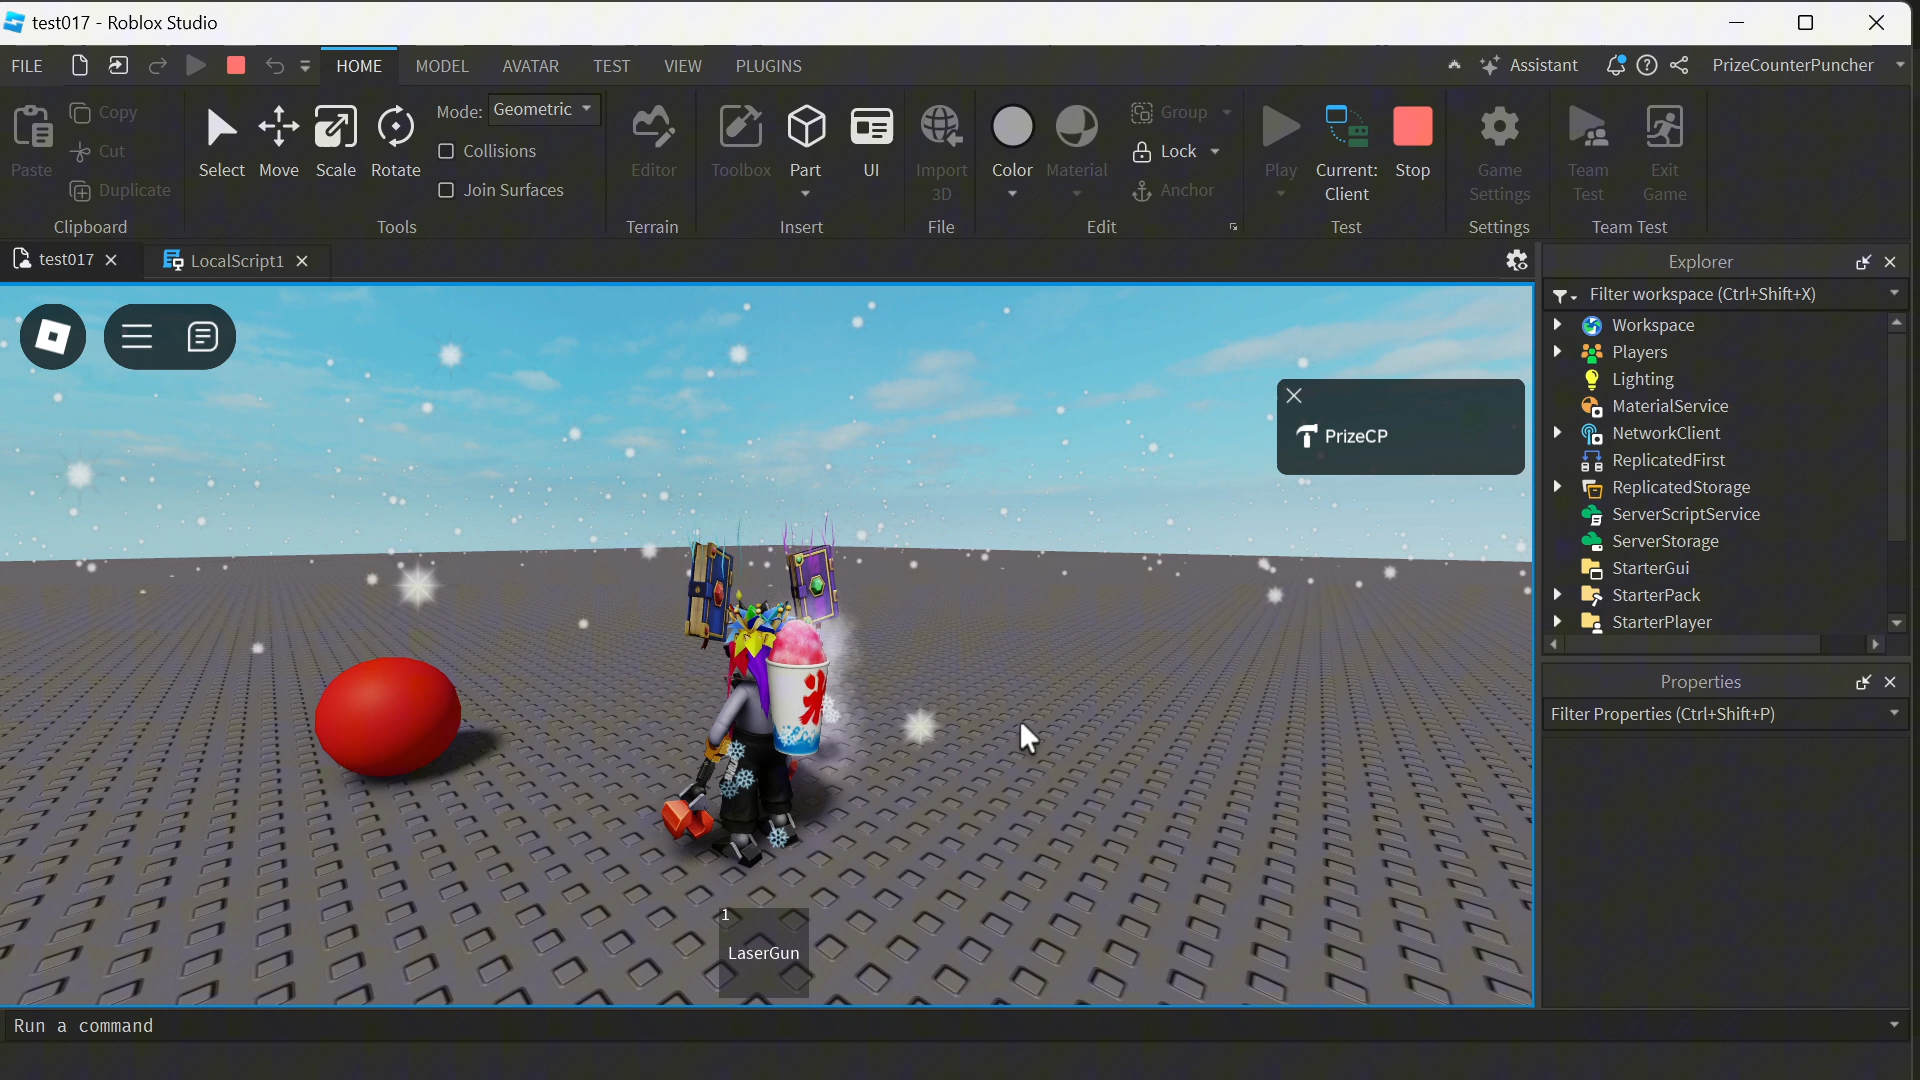 test017 - Roblox Studio
FILE
HOME
MODEL
AVATAR
TEST
VIEW
PLUGINS
Assistant
PrizeCounterPuncher
Paste
Copy
Cut
Duplicate
Clipboard
Select
Move
Scale
Rotate
Mode: Geometric
Collisions
Join Surfaces
Tools
Editor
Terrain
Toolbox
Part
UI
Insert
Import
3D
File
Color
Material
Group
Lock
Anchor
Edit
Play
Current:
Client
Stop
Test
Game
Settings
Settings
Team
Test
Exit
Game
Team Test
test017
LocalScript1
PrizeCP
1
LaserGun
Explorer
Filter workspace (Ctrl+Shift+X)
Workspace
Players
Lighting
MaterialService
NetworkClient
ReplicatedFirst
ReplicatedStorage
ServerScriptService
ServerStorage
StarterGui
StarterPack
StarterPlayer
Properties
Filter Properties (Ctrl+Shift+P)
Run a command